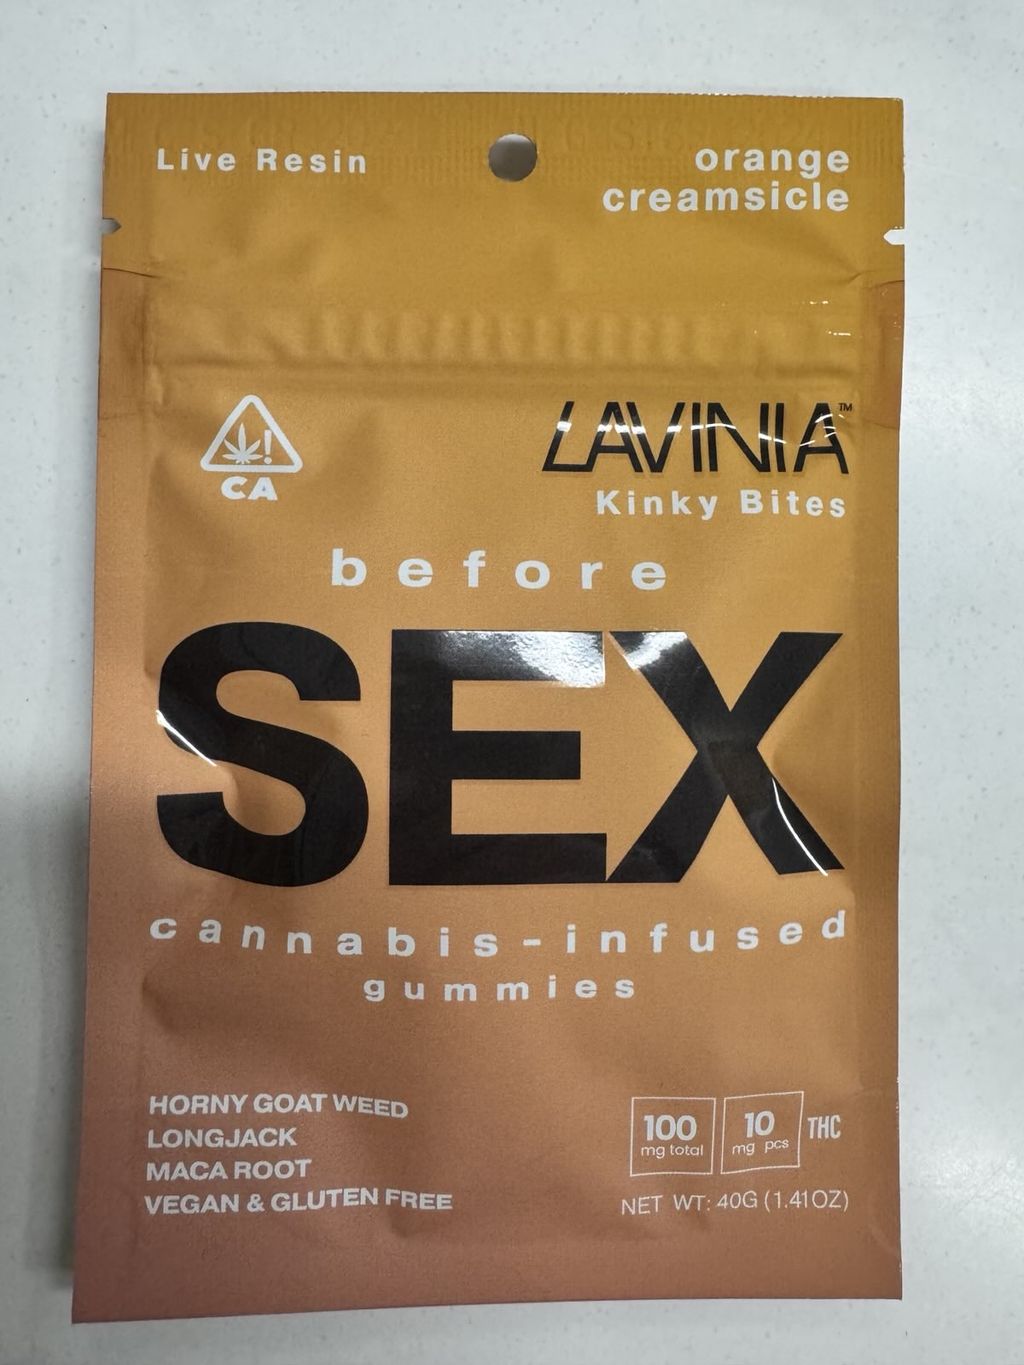 Live Resin
orange
creamsicle
CA
LAVINIA™
Kinky Bites
before
SEX
cannabis-infused
gummies
HORNY GOAT WEED
LONGJACK
MACA ROOT
VEGAN & GLUTEN FREE
100
mg total
10
mg pcs
THC
NET WT: 40G (1.41OZ)